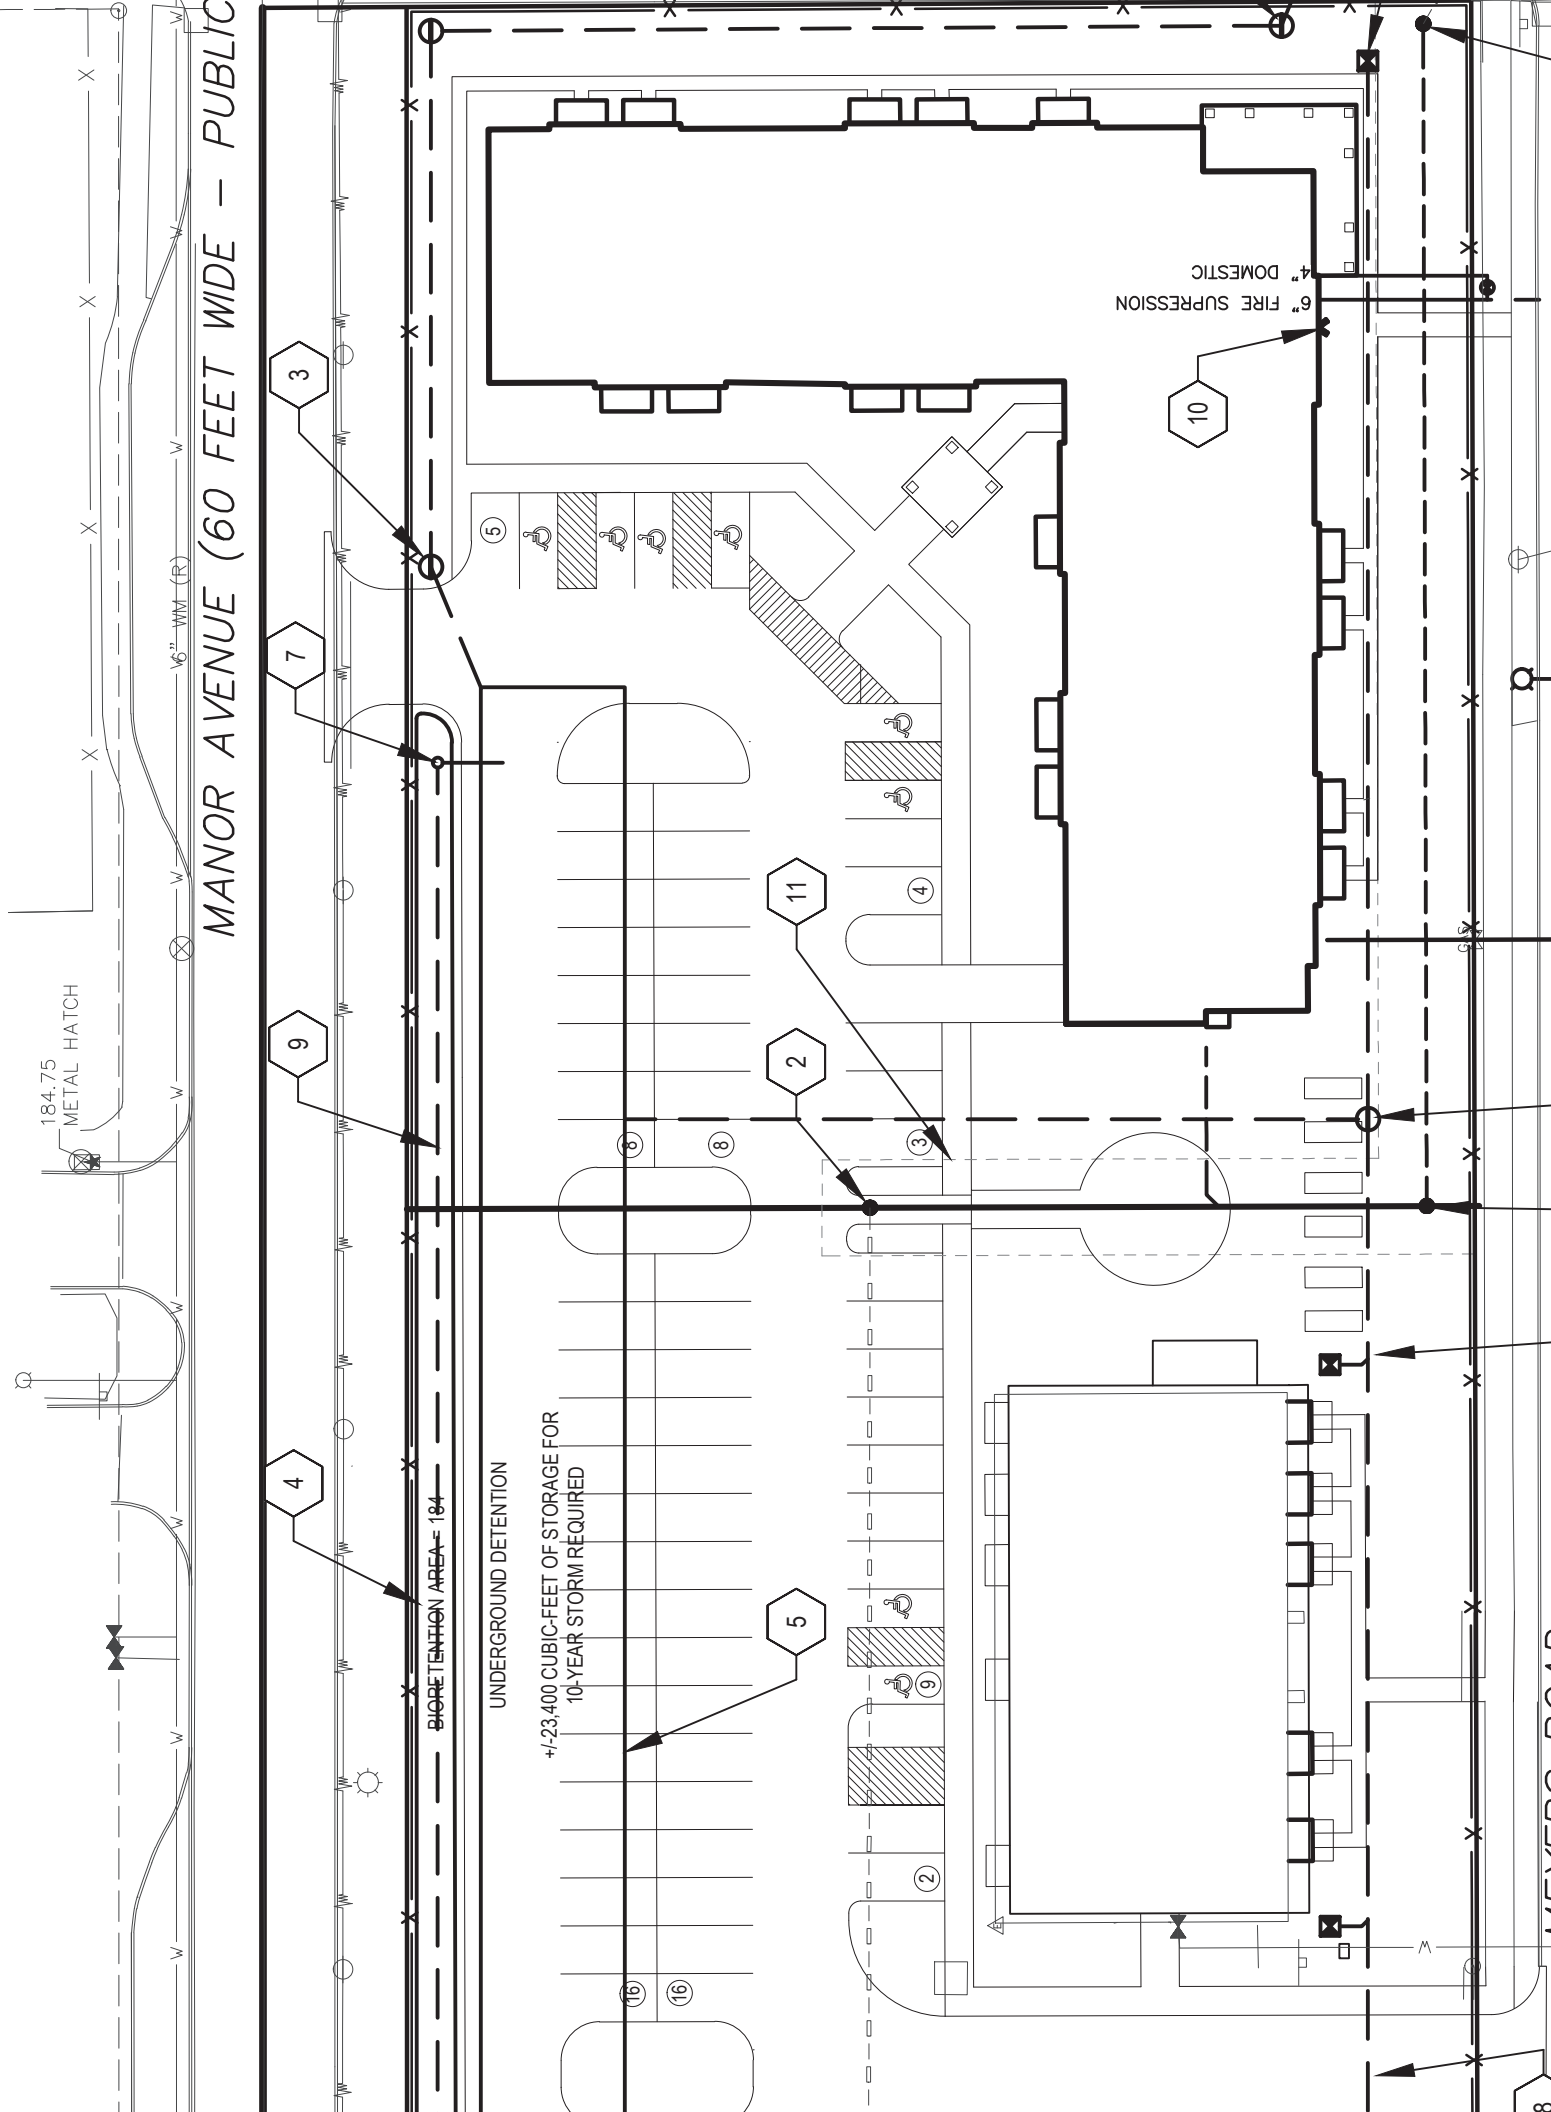 MANOR AVENUE (60 FEET WIDE - PUBLIC
6" WM (R)
184.75
METAL HATCH
4" DOMESTIC
6" FIRE SUPRESSION
3
7
9
4
10
11
2
5
8
5
4
3
8
8
9
2
16
16
BIORETENTION AREA - 184
UNDERGROUND DETENTION
+/-23,400 CUBIC-FEET OF STORAGE FOR
10-YEAR STORM REQUIRED
GAS
E
X
X
X
X
W
W
W
W
W
W
W
W
W
W